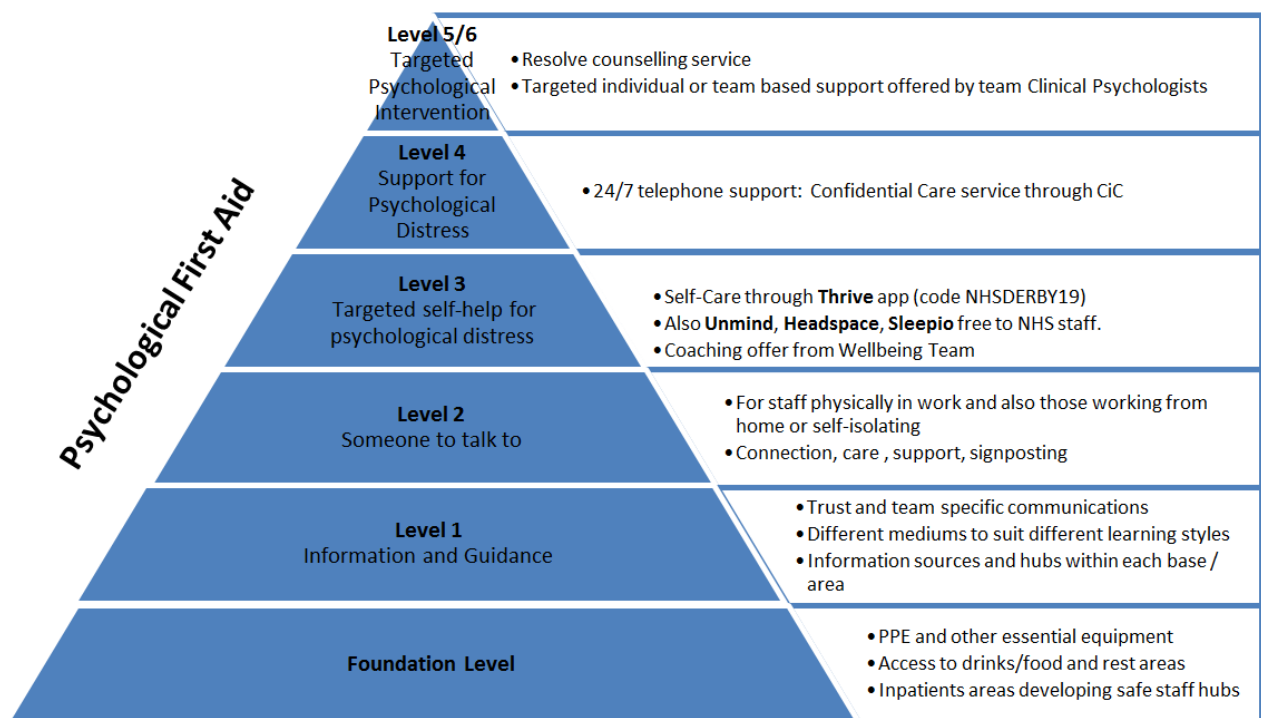 Psychological First Aid
Level 5/6
Targeted
Psychological
Intervention
•Resolve counselling service
•Targeted individual or team based support offered by team Clinical Psychologists
Level 4
Support for
Psychological
Distress
•24/7 telephone support: Confidential Care service through CiC
Level 3
Targeted self-help for
psychological distress
•Self-Care through Thrive app (code NHSDERBY19)
•Also Unmind, Headspace, Sleepio free to NHS staff.
•Coaching offer from Wellbeing Team
Level 2
Someone to talk to
•For staff physically in work and also those working from
home or self-isolating
•Connection, care , support, signposting
Level 1
Information and Guidance
•Trust and team specific communications
•Different mediums to suit different learning styles
•Information sources and hubs within each base /
area
Foundation Level
•PPE and other essential equipment
•Access to drinks/food and rest areas
•Inpatients areas developing safe staff hubs